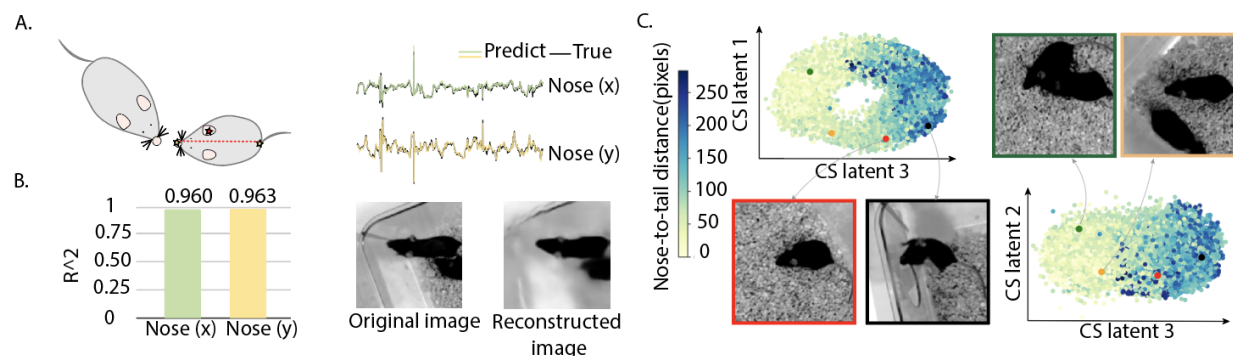 A.
Predict
True
Nose (x)
Nose (y)
B.
0.960 0.963
1
0.75
0.50
0.25
0
R^2
Nose (x) Nose (y)
Original image
Reconstructed
image
C.
Nose-to-tail distance(pixels)
250
200
150
100
50
0
CS latent 1
CS latent 3
CS latent 2
CS latent 3